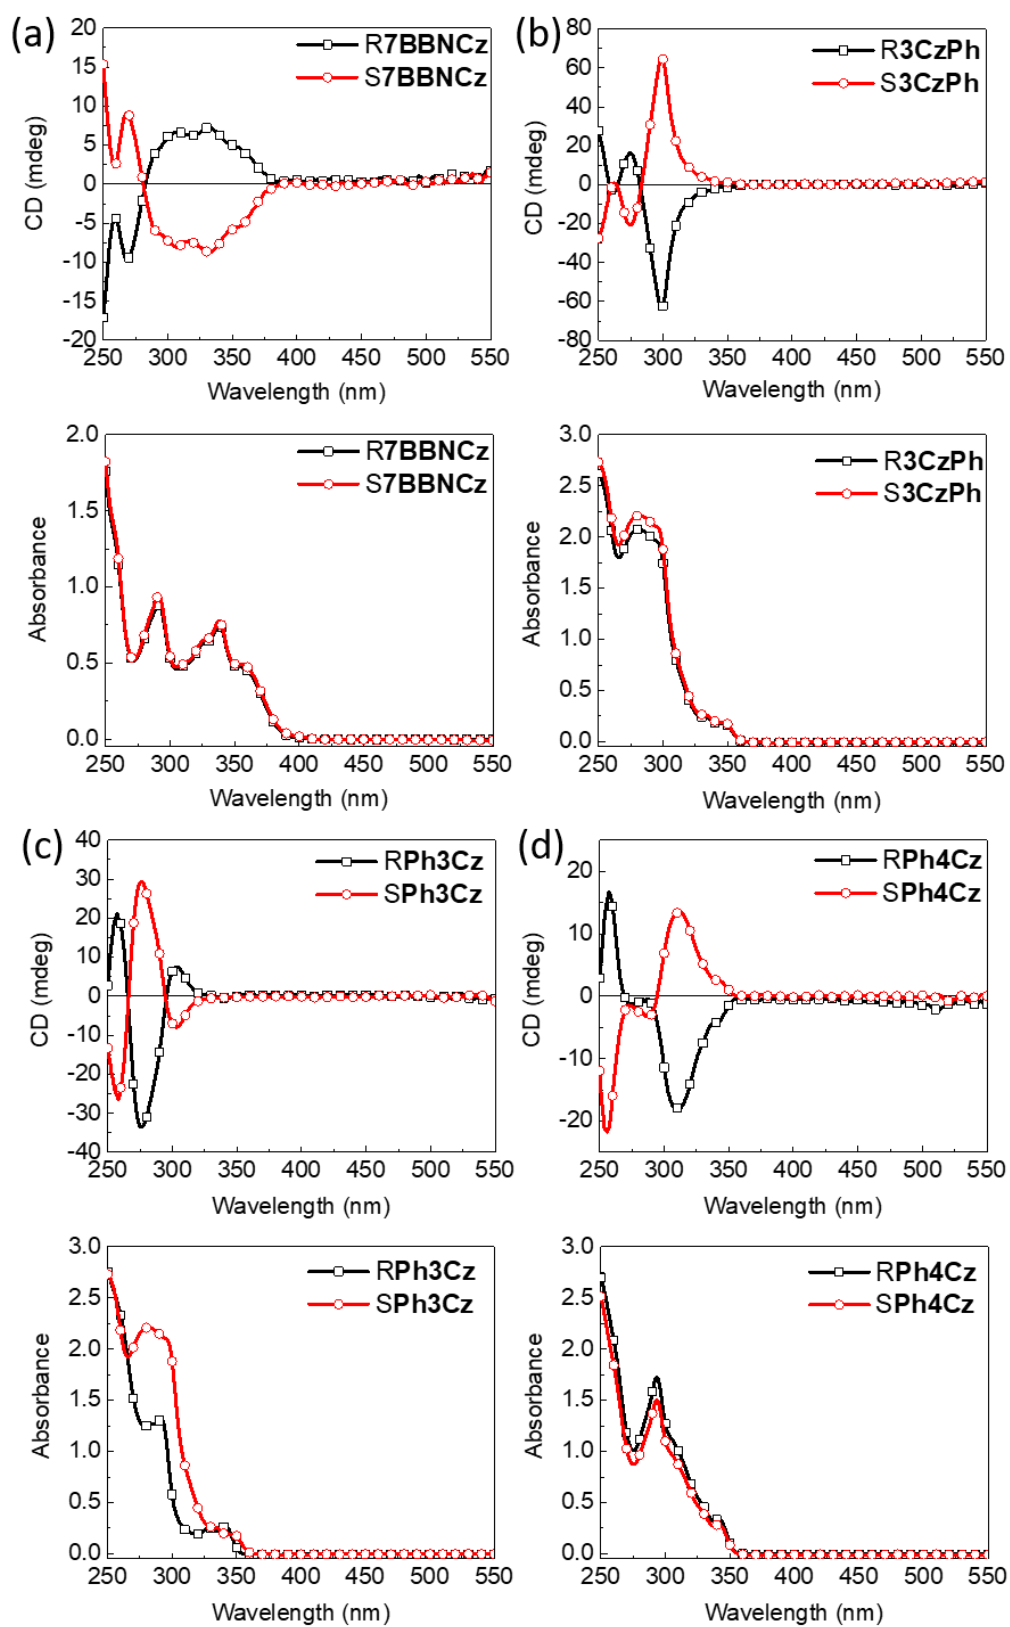 (a)
20
15
10
5
0
-5
-10
-15
-20
CD (mdeg)
R7BBNCz
S7BBNCz
250 300 350 400 450 500 550
Wavelength (nm)
(b)
80
60
40
20
0
-20
-40
-60
-80
CD (mdeg)
R3CzPh
S3CzPh
250 300 350 400 450 500 550
Wavelength (nm)
2.0
1.5
1.0
0.5
0.0
Absorbance
R7BBNCz
S7BBNCz
250 300 350 400 450 500 550
Wavelength (nm)
3.0
2.5
2.0
1.5
1.0
0.5
0.0
Absorbance
R3CzPh
S3CzPh
250 300 350 400 450 500 550
Wavelength (nm)
(c)
40
30
20
10
0
-10
-20
-30
-40
CD (mdeg)
RPh3Cz
SPh3Cz
250 300 350 400 450 500 550
Wavelength (nm)
(d)
20
10
0
-10
-20
CD (mdeg)
RPh4Cz
SPh4Cz
250 300 350 400 450 500 550
Wavelength (nm)
3.0
2.5
2.0
1.5
1.0
0.5
0.0
Absorbance
RPh3Cz
SPh3Cz
250 300 350 400 450 500 550
Wavelength (nm)
3.0
2.5
2.0
1.5
1.0
0.5
0.0
Absorbance
RPh4Cz
SPh4Cz
250 300 350 400 450 500 550
Wavelength (nm)